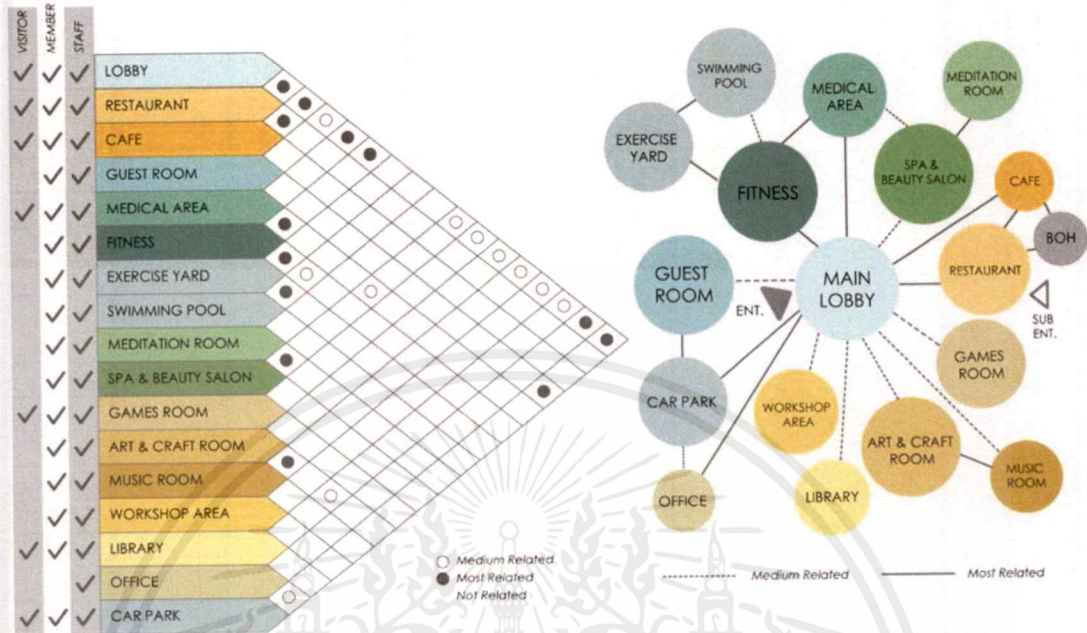 VISITOR
MEMBER
STAFF
LOBBY
RESTAURANT
CAFE
GUEST ROOM
MEDICAL AREA
FITNESS
EXERCISE YARD
SWIMMING POOL
MEDITATION ROOM
SPA & BEAUTY SALON
GAMES ROOM
ART & CRAFT ROOM
MUSIC ROOM
WORKSHOP AREA
LIBRARY
OFFICE
CAR PARK
Medium Related
Most Related
Not Related
SWIMMING
POOL
MEDICAL
AREA
MEDITATION
ROOM
EXERCISE
YARD
FITNESS
SPA &
BEAUTY SALON
CAFE
BOH
RESTAURANT
GUEST
ROOM
ENT.
MAIN
LOBBY
SUB
ENT.
GAMES
ROOM
CAR PARK
WORKSHOP
AREA
ART & CRAFT
ROOM
MUSIC
ROOM
OFFICE
LIBRARY
Medium Related
Most Related